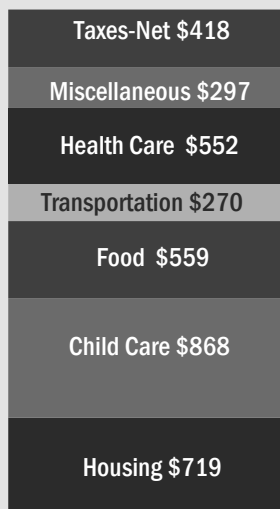 Taxes-Net $418
Miscellaneous $297
Health Care $552
Transportation $270
Food $559
Child Care $868
Housing $719